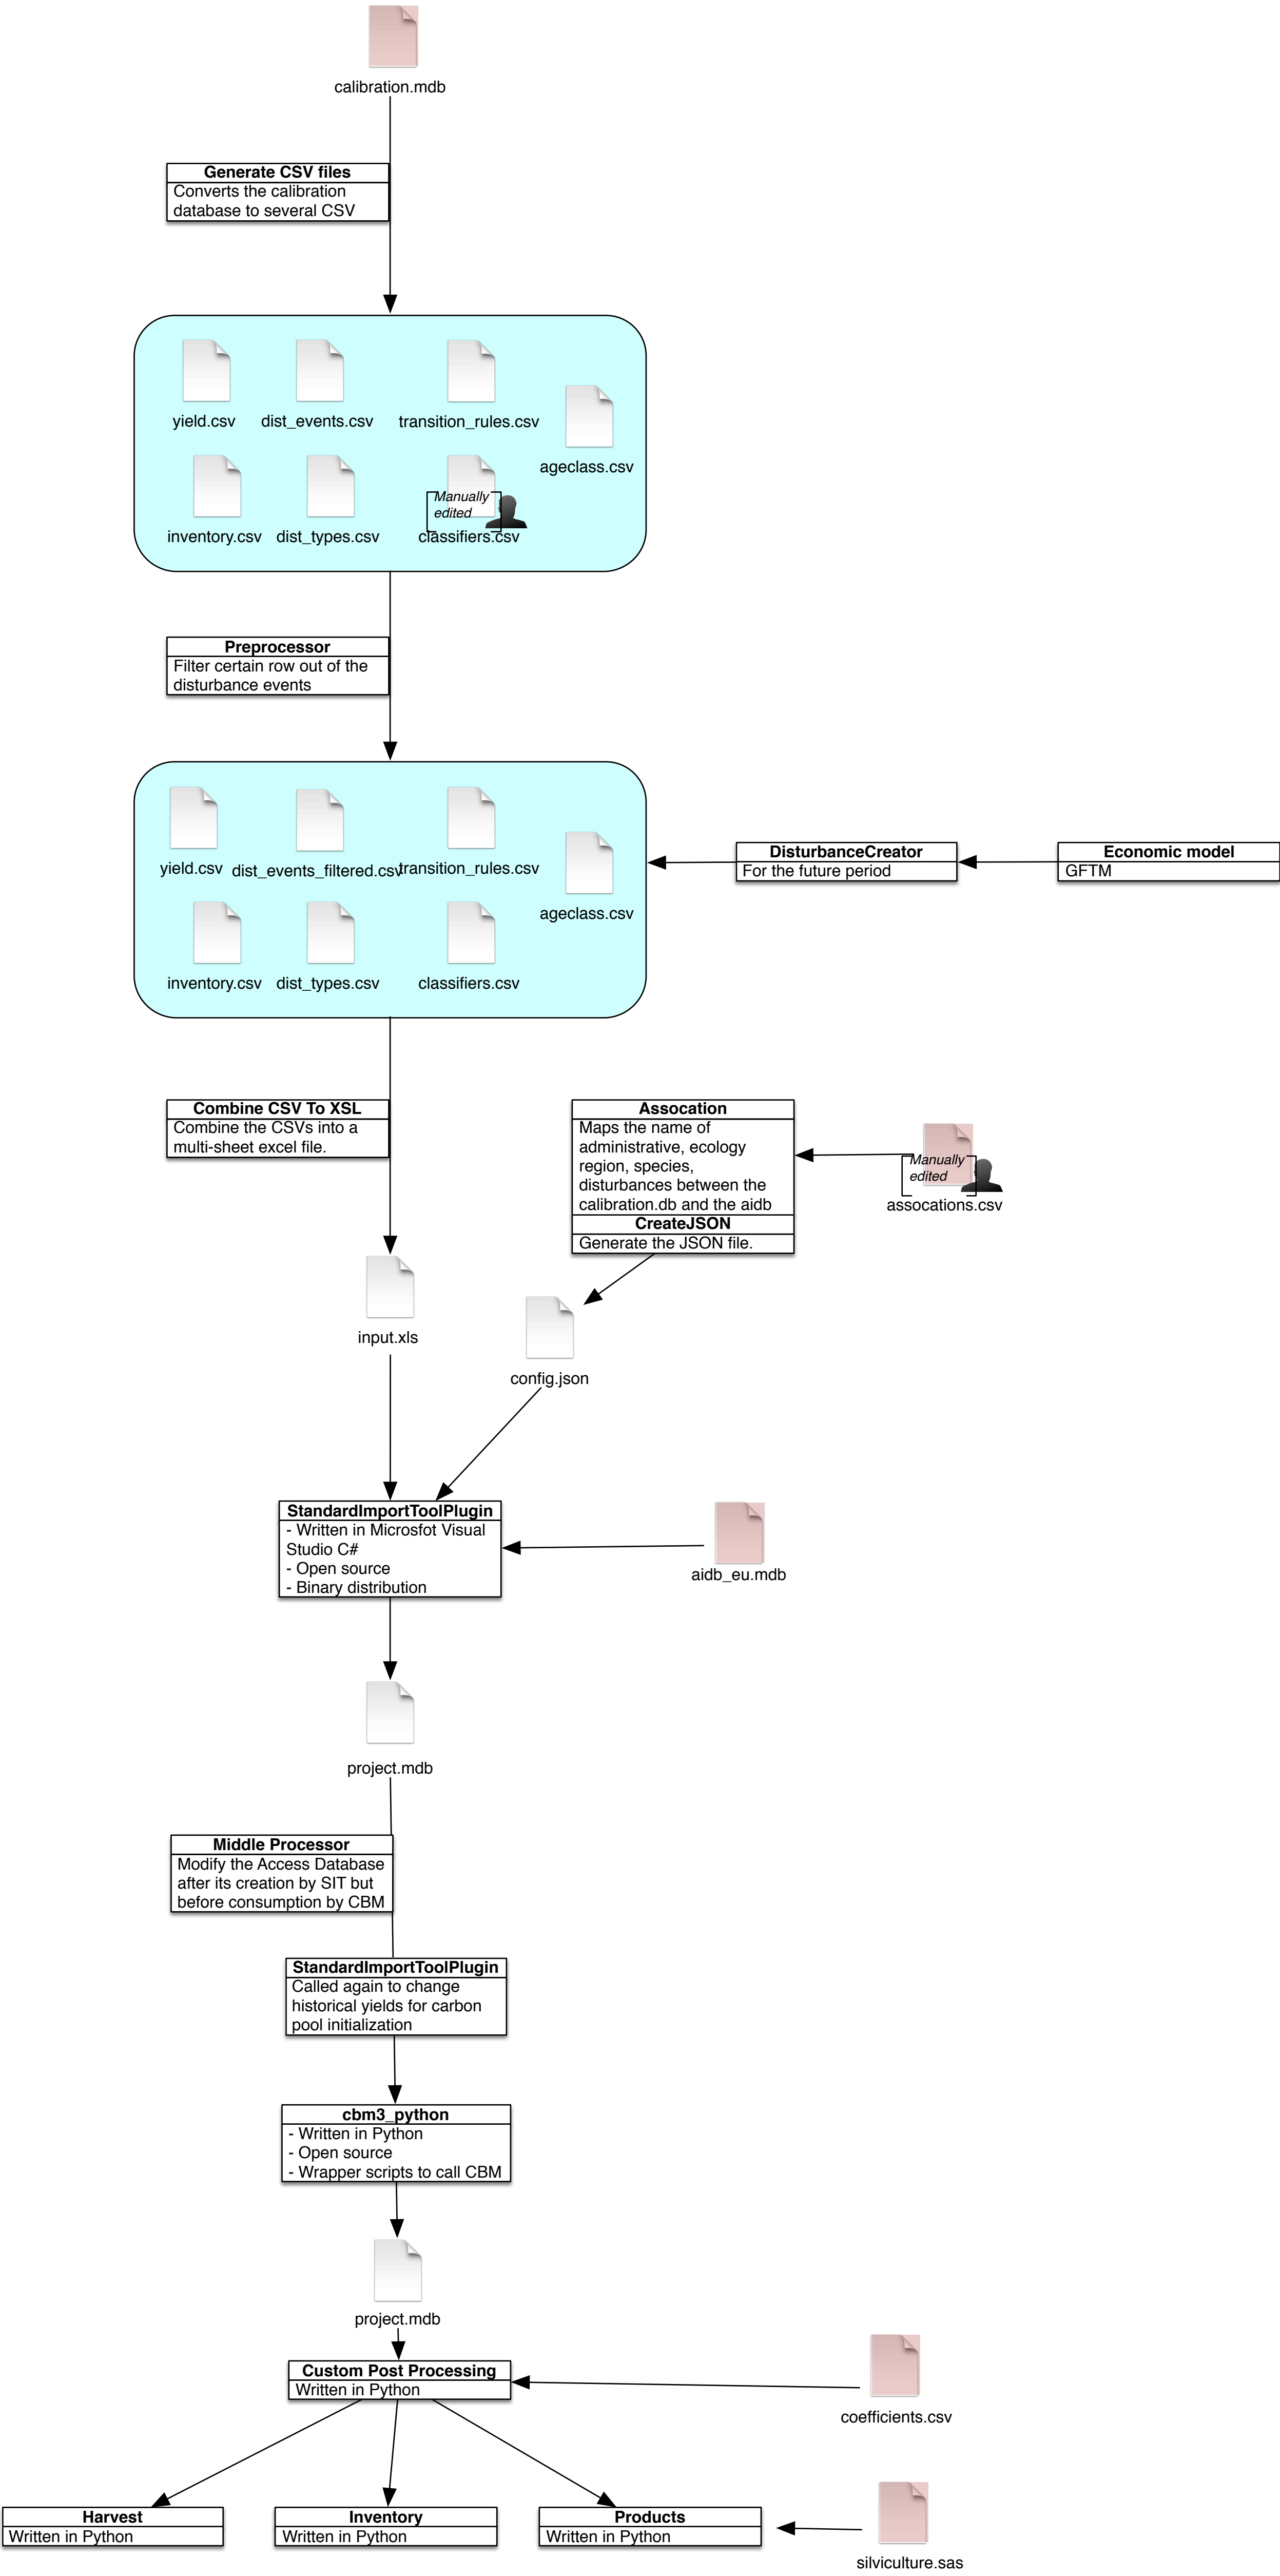 calibration.mdb
Generate CSV files
Converts the calibration
database to several CSV
yield.csv
dist_events.csv
transition_rules.csv
ageclass.csv
inventory.csv
dist_types.csv
Manually
edited
classifiers.csv
Preprocessor
Filter certain row out of the
disturbance events
yield.csv
dist_events_filtered.csv
transition_rules.csv
ageclass.csv
inventory.csv
dist_types.csv
classifiers.csv
DisturbanceCreator
For the future period
Economic model
GFTM
Combine CSV To XSL
Combine the CSVs into a
multi-sheet excel file.
Assocation
Maps the name of
administrative, ecology
region, species,
disturbances between the
calibration.db and the aidb
CreateJSON
Generate the JSON file.
Manually
edited
assocations.csv
input.xls
config.json
StandardImportToolPlugin
- Written in Microsfot Visual
Studio C#
- Open source
- Binary distribution
aidb_eu.mdb
project.mdb
Middle Processor
Modify the Access Database
after its creation by SIT but
before consumption by CBM
StandardImportToolPlugin
Called again to change
historical yields for carbon
pool initialization
cbm3_python
- Written in Python
- Open source
- Wrapper scripts to call CBM
project.mdb
Custom Post Processing
Written in Python
coefficients.csv
Harvest
Written in Python
Inventory
Written in Python
Products
Written in Python
silviculture.sas